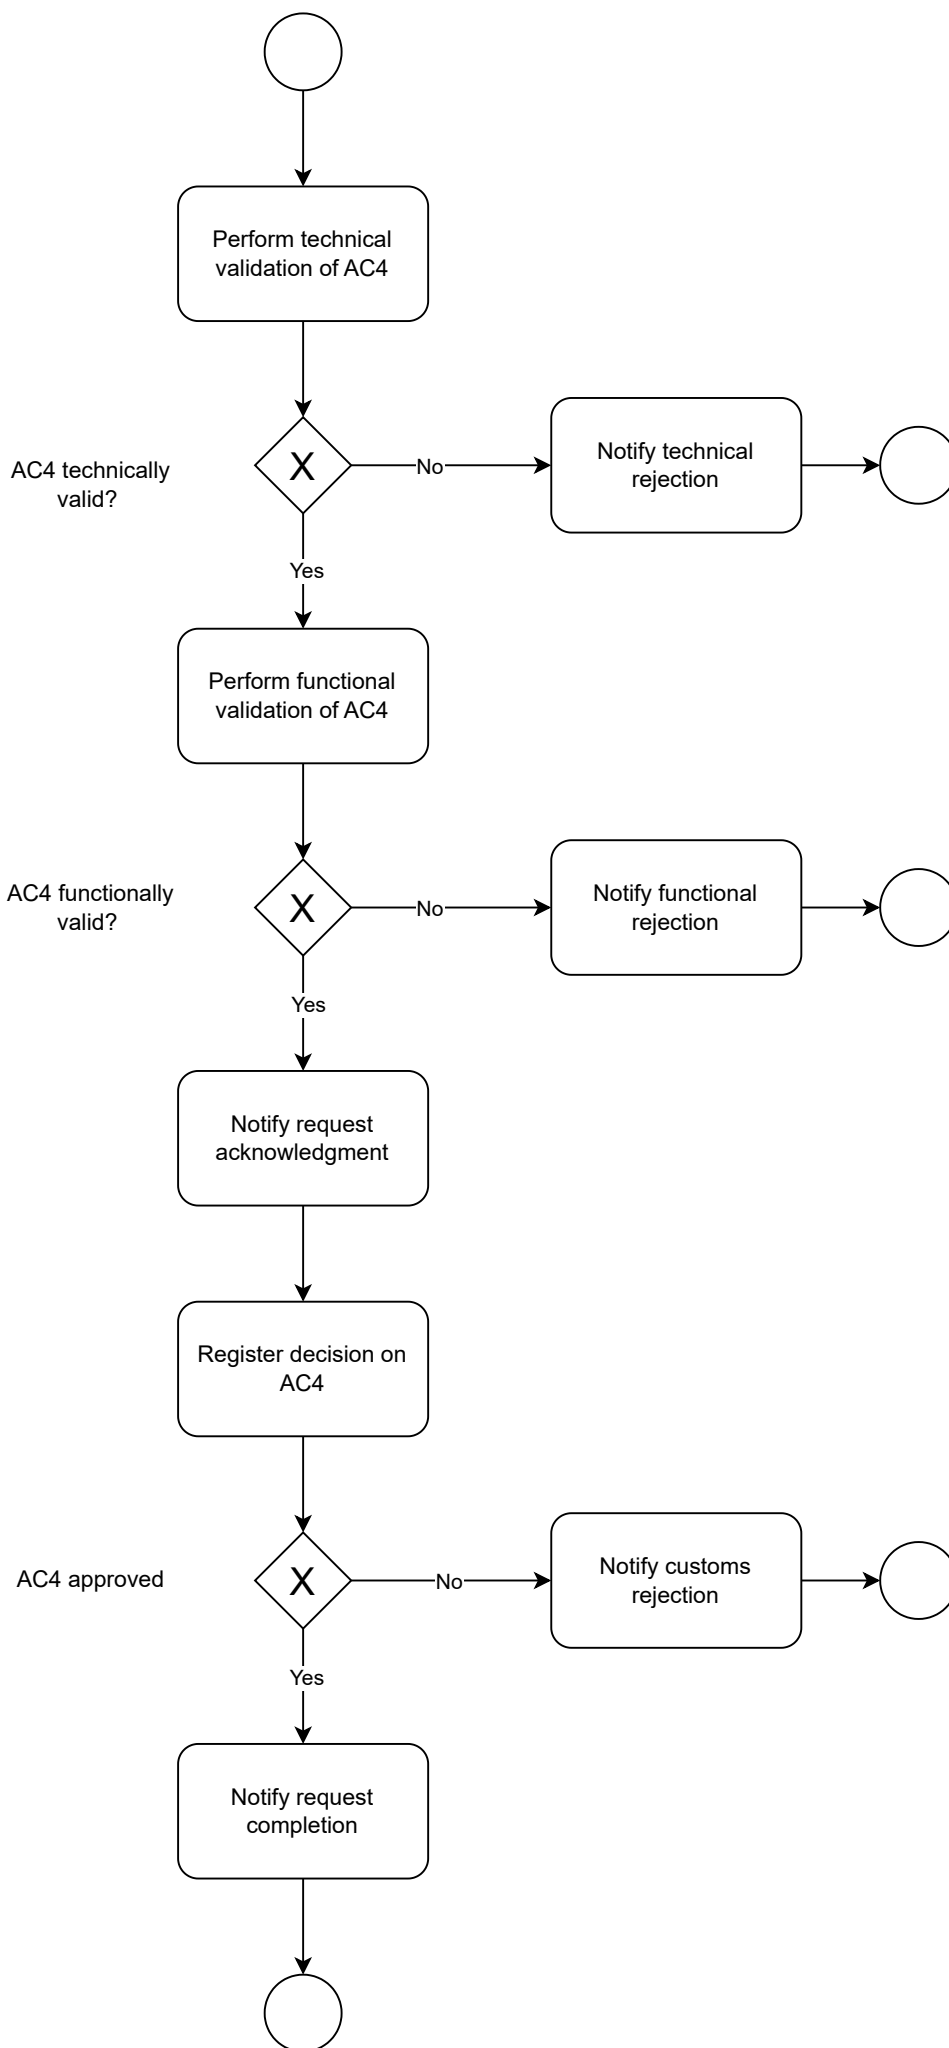 Perform technical
validation of AC4
AC4 technically
valid?
X
No
Notify technical
rejection
Yes
Perform functional
validation of AC4
AC4 functionally
valid?
X
No
Notify functional
rejection
Yes
Notify request
acknowledgment
Register decision on
AC4
AC4 approved
X
No
Notify customs
rejection
Yes
Notify request
completion